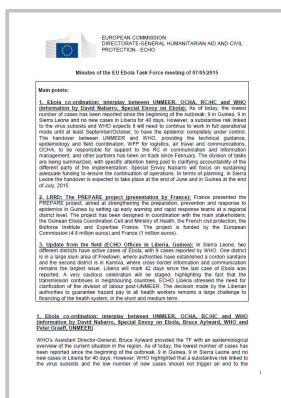 EUROPEAN COMMISSION
DIRECTORATE-GENERAL HUMANITARIAN AID AND CIVIL
PROTECTION - ECHO
Minutes of the EU Ebola Task Force meeting of 07/05/2015
Main points:
1. Ebola co-ordination: interplay between UNMEER, OCHA, RC/HC and WHO
(information by David Nabarro, Special Envoy on Ebola): As of today, the lowest
number of cases has been reported since the beginning of the outbreak: 9 in Guinea, 9 in
Sierra Leone and no new cases in Liberia for 40 days. However, a substantive risk linked to
the virus subsists and WHO expects it will need to continue to work in full operational
mode until at least September/October, to have the epidemic completely under control.
The handover between UNMEER and WHO, providing the technical guidance,
epidemiology and field coordination, WFP for logistics, air travel and communications,
OCHA, to be responsible for support to the RC in communication and information
management, and other partners has been on track since February. The division of tasks
are being summarized, with specific attention being paid to clarifying accountability of the
different parts of the implementation. Special Envoy Nabarro will focus on sustaining
adequate funding to ensure the continuation of operations. In terms of planning, in Sierra
Leone the handover is expected to take place at the end of June and in Guinea at the end
of July, 2015.
2. LRRD: The PREPARE project (presentation by France): France presented the
PREPARE project, aimed at strengthening the preparation, prevention and response to
epidemics in Guinea by setting up early warning and rapid response teams at a regional
district level. The project has been designed in coordination with the main stakeholders;
the Guinean Ebola Coordination Cell and Ministry of Health, the French civil protection, the
Bioforce Institute and Expertise France. The project is funded by the European
Commission (4.8 million euros) and France (1 million euros).
3. Update from the field (ECHO Offices in Liberia, Guinea): In Sierra Leone, two
different districts have active cases of Ebola, with 9 cases reported by WHO. One district
is in a large slum area of Freetown, where authorities have established a cordon sanitaire
and the second district is in Kambia, where cross border information and communication
remains the largest issue. Liberia will mark 42 days since the last case of Ebola was
reported. A very cautious celebration will be staged, highlighting the fact that the
transmission continues in neighbouring countries. ECHO Liberia stressed the need for
clarification of the division of labour post-UNMEER. The decision made by the Liberian
authorities to guarantee hazard pay to all health workers remains a large challenge to
financing of the health system, in the short and medium term.
1. Ebola co-ordination: interplay between UNMEER, OCHA, RC/HC and WHO
(information by David Nabarro, Special Envoy on Ebola, Bruce Aylward, WHO and
Peter Graaff, UNMEER)
WHO's Assistant Director-General, Bruce Aylward provided the TF with an epidemiological
overview of the current situation in the region. As of today, the lowest number of cases has
been reported since the beginning of the outbreak: 9 in Guinea, 9 in Sierra Leone and no
new cases in Liberia for 40 days. However, WHO highlighted that a substantive risk linked to
the virus subsists and the low number of new cases should not trigger an end to the
1